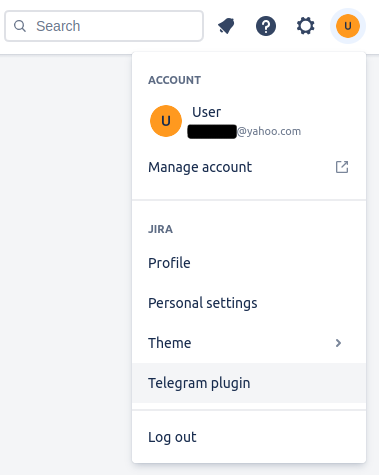 Search
U
ACCOUNT
U
User
@yahoo.com
Manage account
JIRA
Profile
Personal settings
Theme
Telegram plugin
Log out